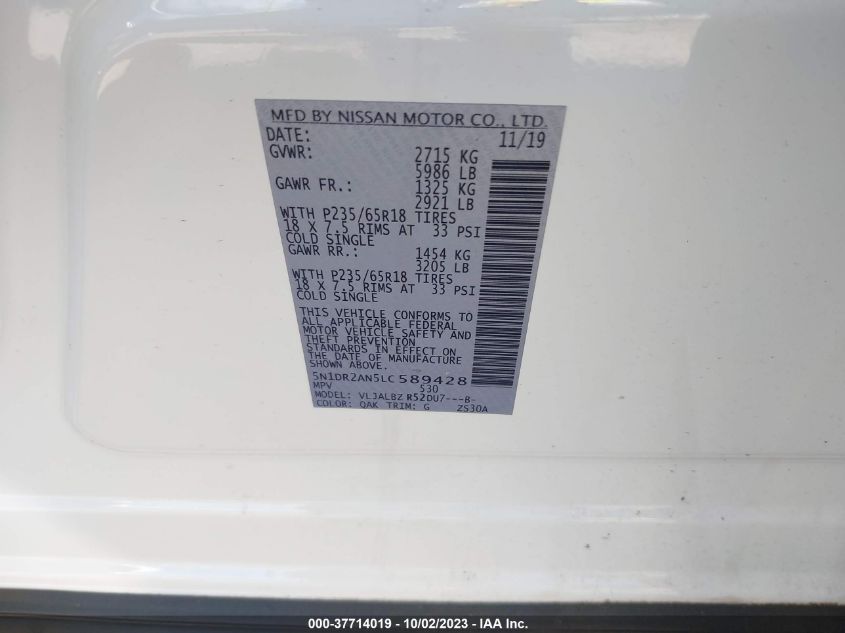 MFD BY NISSAN MOTOR CO., LTD.
DATE: 11/19
GVWR: 2715 KG
5986 LB
GAWR FR.: 1325 KG
2921 LB
WITH P235/65R18 TIRES
18 X 7.5 RIMS AT 33 PSI
COLD SINGLE
GAWR RR.: 1454 KG
3205 LB
WITH P235/65R18 TIRES
18 X 7.5 RIMS AT 33 PSI
COLD SINGLE
THIS VEHICLE CONFORMS TO
ALL APPLICABLE FEDERAL
MOTOR VEHICLE SAFETY AND
THEFT PREVENTION
STANDARDS IN EFFECT ON
THE DATE OF MANUFACTURE
SHOWN ABOVE.
5N1DR2AN5LC589428
MPV 530
MODEL: VLJALBZ R52DU7---B-
COLOR: QAK TRIM: G ZS30A
000-37714019 - 10/02/2023 - IAA Inc.